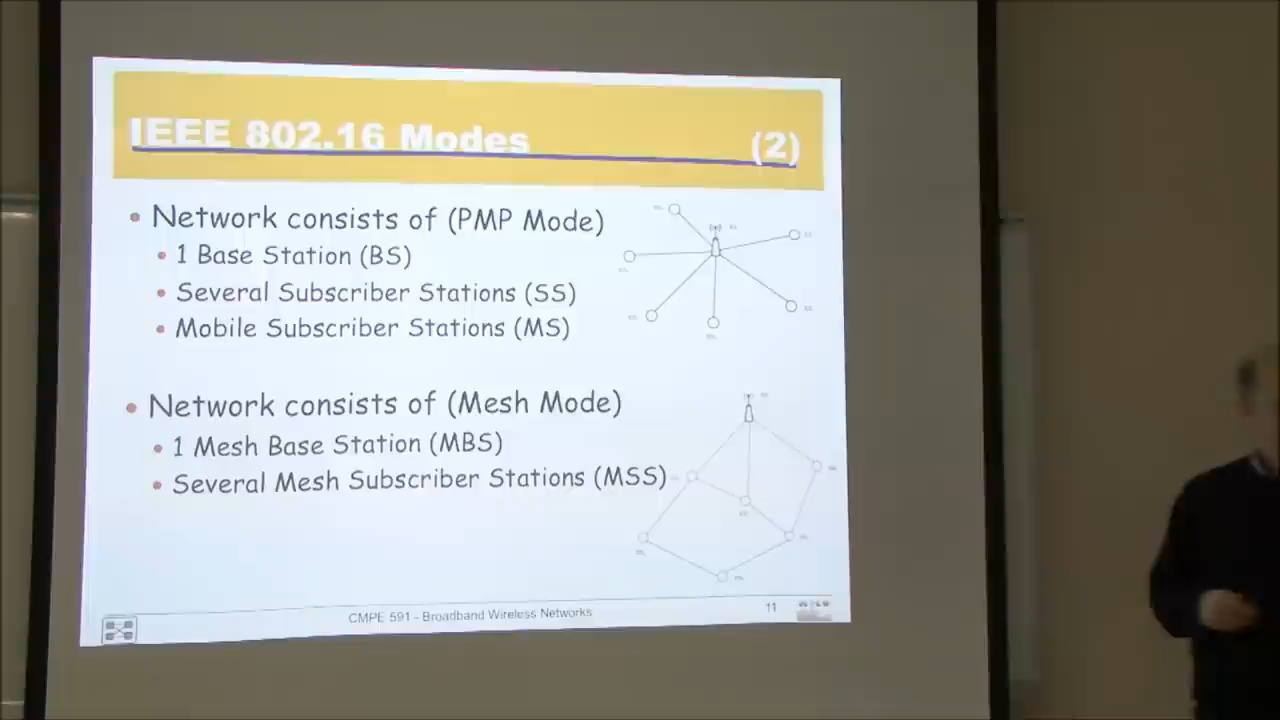 IEEE 802.16 Modes (2)
• Network consists of (PMP Mode)
• 1 Base Station (BS)
• Several Subscriber Stations (SS)
• Mobile Subscriber Stations (MS)
• Network consists of (Mesh Mode)
• 1 Mesh Base Station (MBS)
• Several Mesh Subscriber Stations (MSS)
CMPE 591 - Broadband Wireless Networks 11